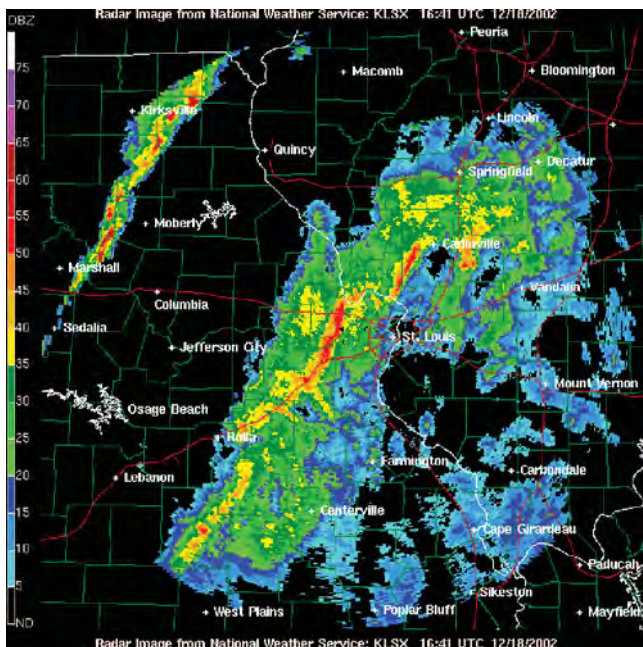 Radar Image from National Weather Service: KLSX 16:41 UTC 12/18/2002
DBZ
Peoria
75
Macomb
Bloomington
70
Kirksville
Lincoln
65
Quincy
Decatur
60
Springfield
55
Moberly
Carlinville
50
Marshall
45
Columbia
Vandalia
40
Sedalia
St. Louis
Jefferson City
35
Mount Vernon
30
Osage Beach
25
Rolla
Farmington
20
Lebanon
Carbondale
15
Centerville
Cape Girardeau
10
Paducah
5
Sikeston
West Plains
Poplar Bluff
Mayfield
ND
Radar Image from National Weather Service: KLSX 16:41 UTC 12/18/2002